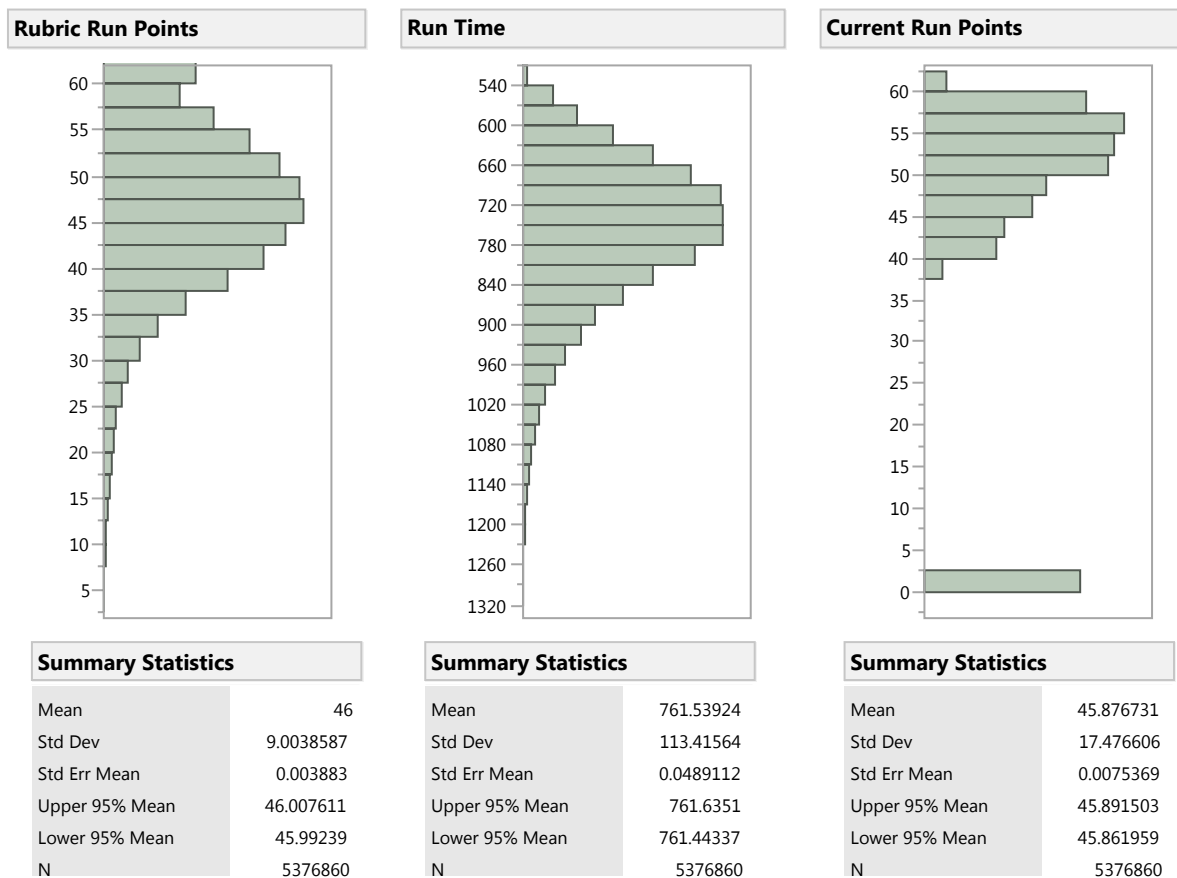 Rubric Run Points
60
55
50
45
40
35
30
25
20
15
10
5
Summary Statistics
Mean 46
Std Dev 9.0038587
Std Err Mean 0.003883
Upper 95% Mean 46.007611
Lower 95% Mean 45.99239
N 5376860
Run Time
540
600
660
720
780
840
900
960
1020
1080
1140
1200
1260
1320
Summary Statistics
Mean 761.53924
Std Dev 113.41564
Std Err Mean 0.0489112
Upper 95% Mean 761.6351
Lower 95% Mean 761.44337
N 5376860
Current Run Points
60
55
50
45
40
35
30
25
20
15
10
5
0
Summary Statistics
Mean 45.876731
Std Dev 17.476606
Std Err Mean 0.0075369
Upper 95% Mean 45.891503
Lower 95% Mean 45.861959
N 5376860